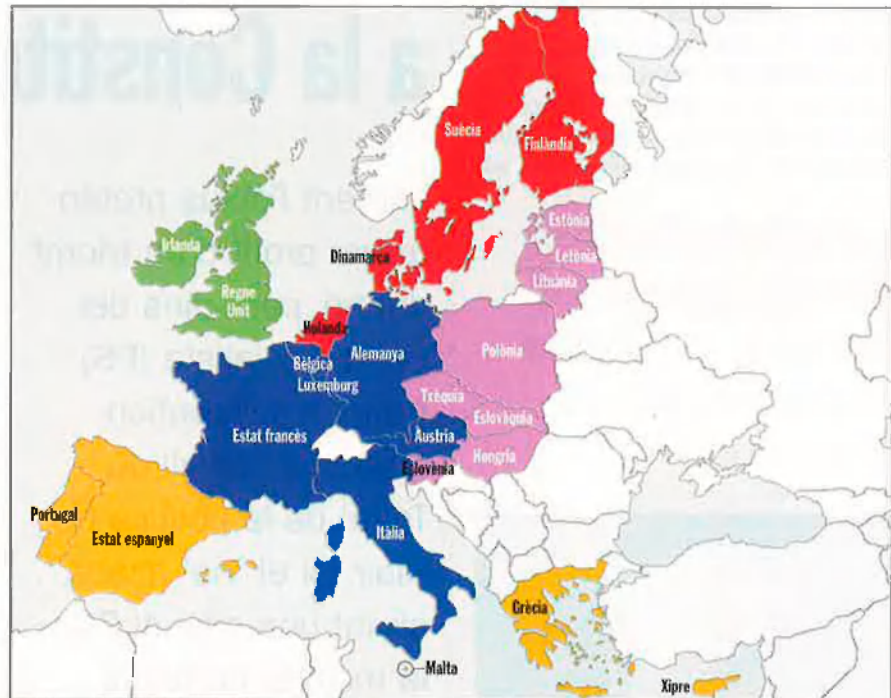 a la Constitu
Suècia
Finlàndia
Estònia
Letònia
Lituània
Irlanda
Regne
Unit
Dinamarca
Holanda
Bèlgica
Luxemburg
Alemanya
Polònia
Txèquia
Eslovàquia
Àustria
Hongria
Eslovènia
Estat francès
Portugal
Estat espanyol
Itàlia
Grècia
Malta
Xipre